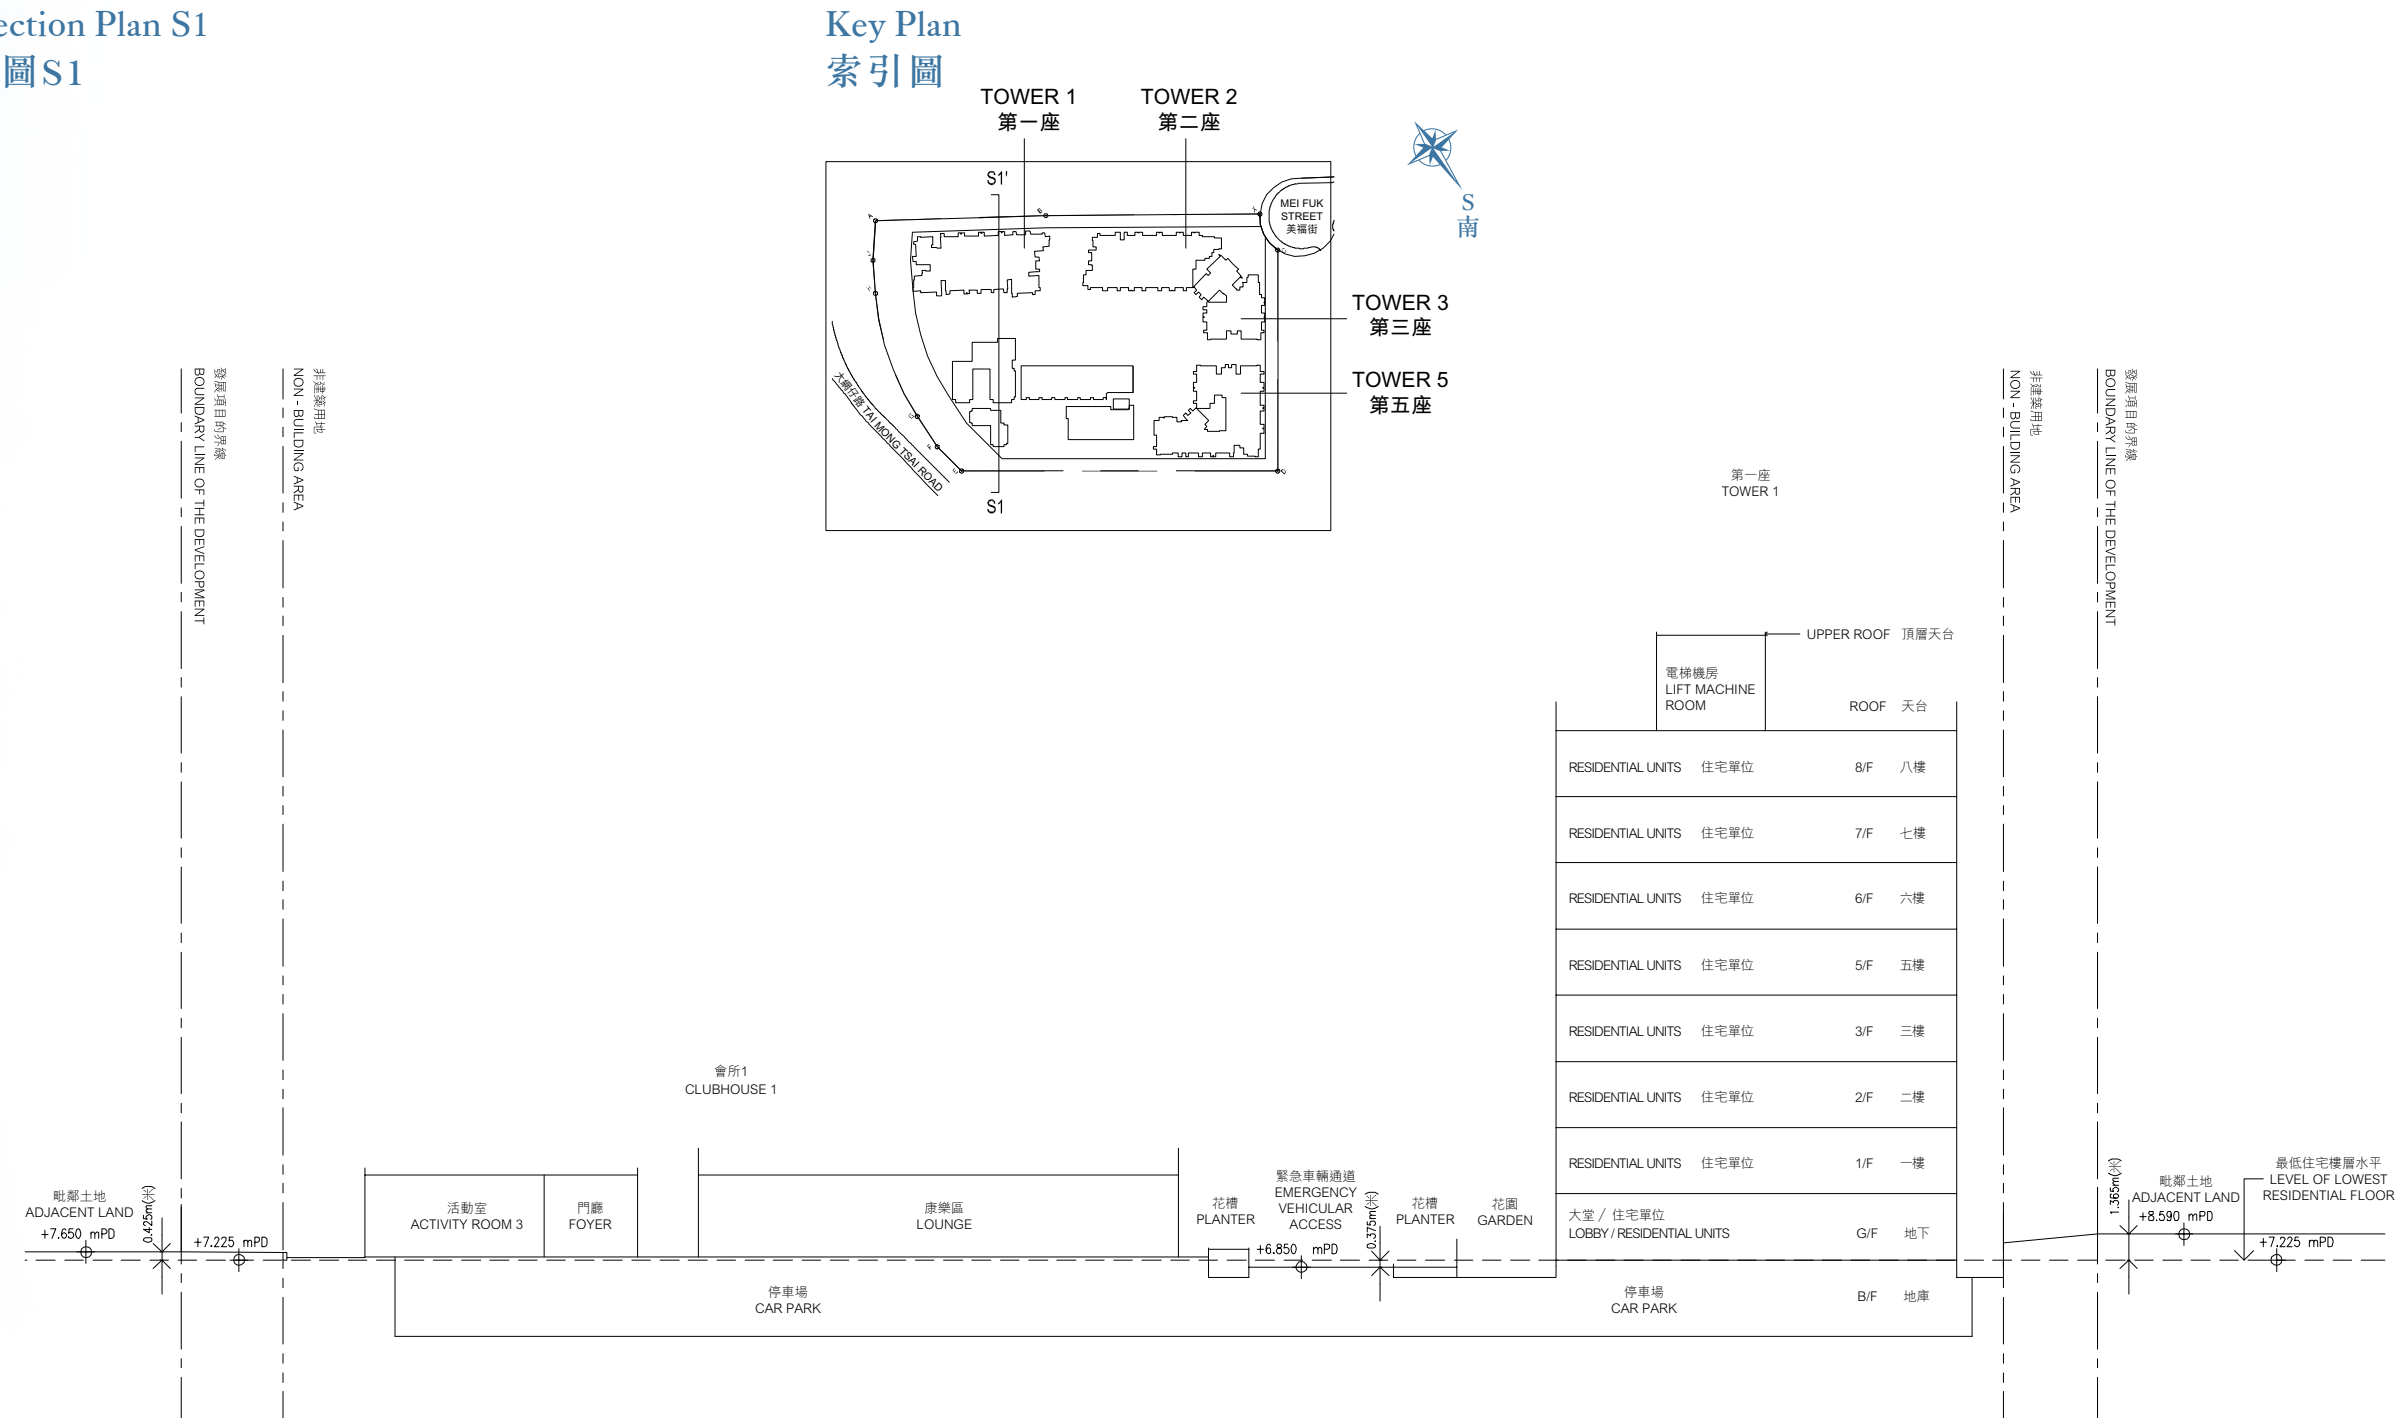 ection Plan S1
圖S1
Key Plan
索引圖
TOWER 1
第一座
TOWER 2
第二座
S1'
MEI FUK
STREET
美福街
S
南
TOWER 3
第三座
TOWER 5
第五座
大網仔路 TAI MONG TSAI ROAD
S1
發展項目的界線
BOUNDARY LINE OF THE DEVELOPMENT
非建築用地
NON - BUILDING AREA
第一座
TOWER 1
非建築用地
NON - BUILDING AREA
發展項目的界線
BOUNDARY LINE OF THE DEVELOPMENT
UPPER ROOF 頂層天台
電梯機房
LIFT MACHINE
ROOM
ROOF 天台
RESIDENTIAL UNITS 住宅單位 8/F 八樓
RESIDENTIAL UNITS 住宅單位 7/F 七樓
RESIDENTIAL UNITS 住宅單位 6/F 六樓
RESIDENTIAL UNITS 住宅單位 5/F 五樓
RESIDENTIAL UNITS 住宅單位 3/F 三樓
RESIDENTIAL UNITS 住宅單位 2/F 二樓
RESIDENTIAL UNITS 住宅單位 1/F 一樓
大堂 / 住宅單位
LOBBY / RESIDENTIAL UNITS G/F 地下
會所1
CLUBHOUSE 1
毗鄰土地
ADJACENT LAND
+7.650 mPD
0.425m(米)
+7.225 mPD
活動室
ACTIVITY ROOM 3
門廳
FOYER
康樂區
LOUNGE
花槽
PLANTER
緊急車輛通道
EMERGENCY
VEHICULAR
ACCESS
+6.850 mPD
0.375m(米)
花槽
PLANTER
花園
GARDEN
1.365m(米)
毗鄰土地
ADJACENT LAND
+8.590 mPD
最低住宅樓層水平
LEVEL OF LOWEST
RESIDENTIAL FLOOR
+7.225 mPD
停車場
CAR PARK
停車場
CAR PARK
B/F 地庫